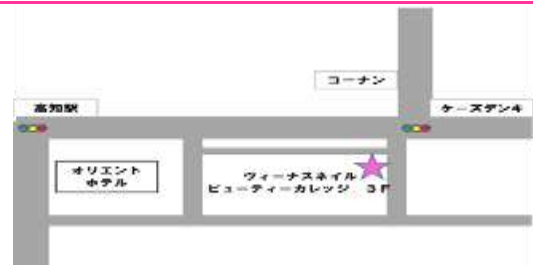 コーナン
高知駅
ケーズデンキ
オリエント
ホテル
ヴィーナスネイル
ビューティーカレッジ 3F